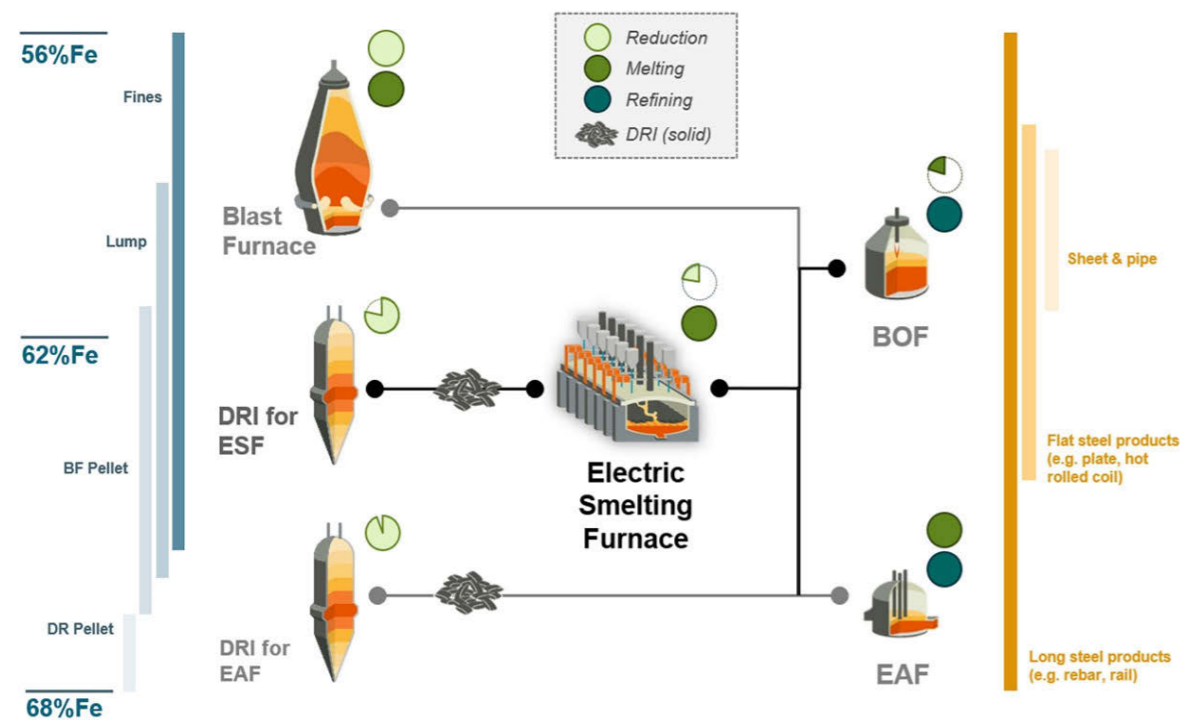 56%Fe
Fines
Lump
62%Fe
BF Pellet
DR Pellet
68%Fe
Blast
Furnace
DRI for
ESF
DRI for
EAF
Reduction
Melting
Refining
DRI (solid)
Electric
Smelting
Furnace
BOF
EAF
Sheet & pipe
Flat steel products
(e.g. plate, hot
rolled coil)
Long steel products
(e.g. rebar, rail)